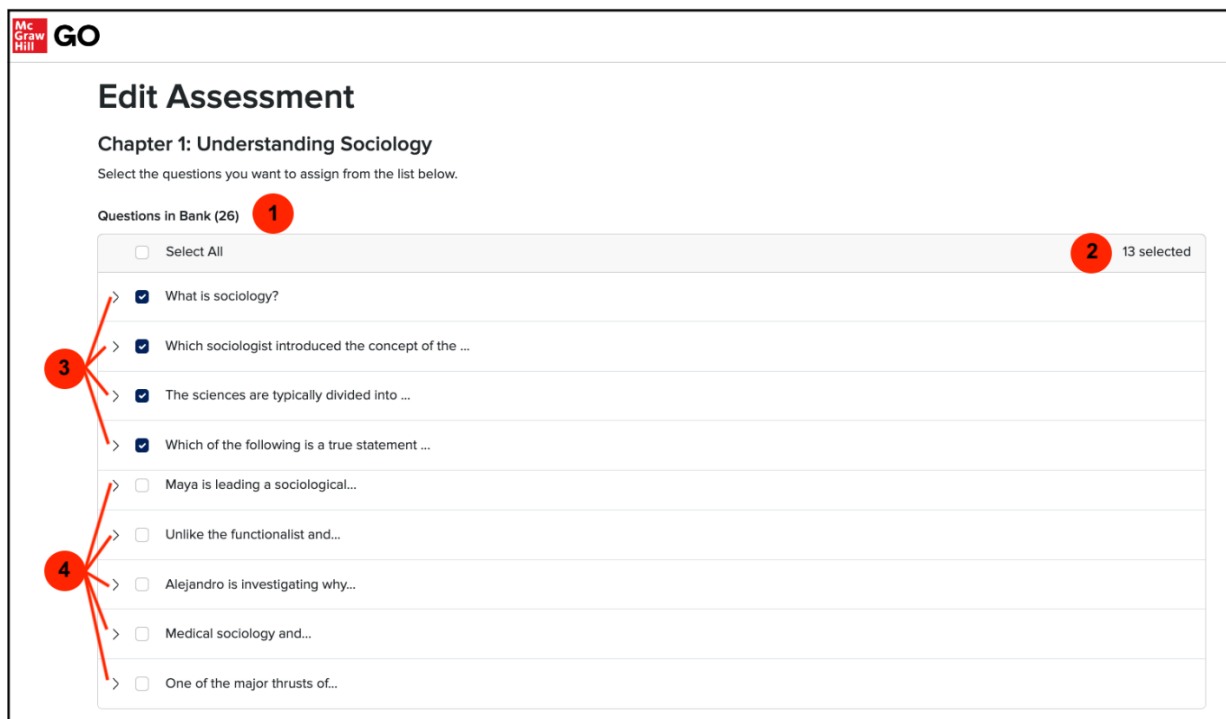 Mc
Graw
Hill
GO
Edit Assessment
Chapter 1: Understanding Sociology
Select the questions you want to assign from the list below.
Questions in Bank (26) 1
Select All 2 13 selected
What is sociology?
Which sociologist introduced the concept of the ...
3
The sciences are typically divided into ...
Which of the following is a true statement ...
Maya is leading a sociological...
Unlike the functionalist and...
4
Alejandro is investigating why...
Medical sociology and...
One of the major thrusts of...